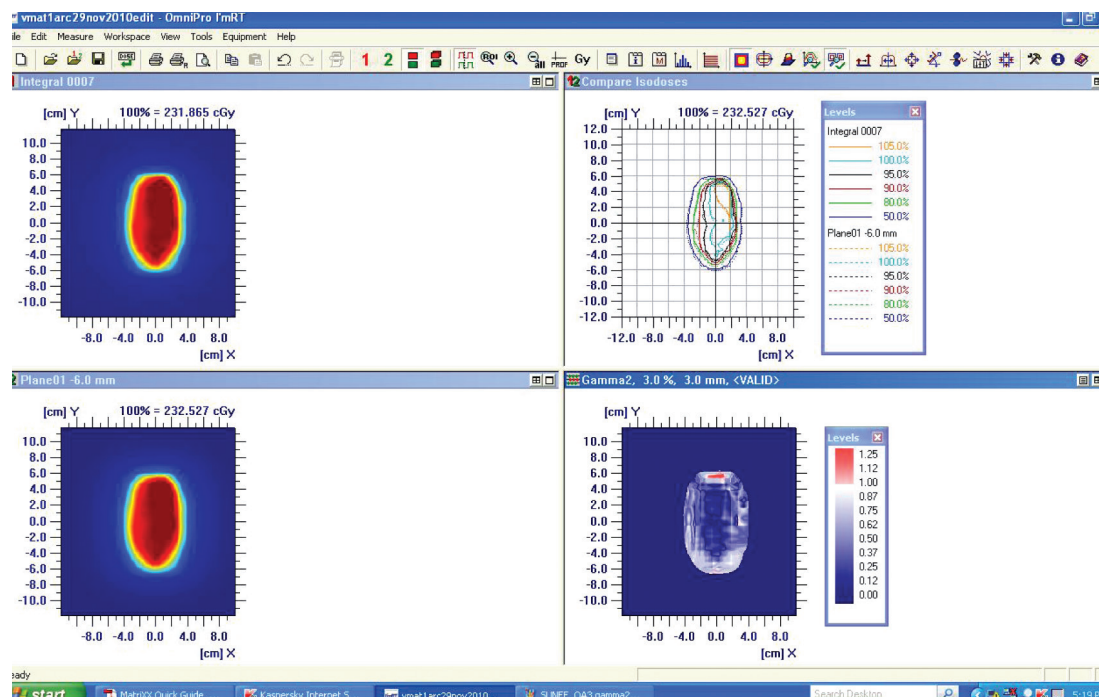 vmat1arc29nov2010edit - OmniPro I'mRT
ile Edit Measure Workspace View Tools Equipment Help
1 2 ROI all PROF Gy
Integral 0007
[cm] Y 100% = 231.865 cGy
10.0
8.0
6.0
4.0
2.0
0.0
-2.0
-4.0
-6.0
-8.0
-10.0
-8.0 -4.0 0.0 4.0 8.0
[cm] X
Compare Isodoses
[cm] Y 100% = 232.527 cGy
12.0
10.0
8.0
6.0
4.0
2.0
0.0
-2.0
-4.0
-6.0
-8.0
-10.0
-12.0
-12.0 -8.0 -4.0 0.0 4.0 8.0
[cm] X
Levels
Integral 0007
105.0%
100.0%
95.0%
90.0%
80.0%
50.0%
Plane01 -6.0 mm
105.0%
100.0%
95.0%
90.0%
80.0%
50.0%
Plane01 -6.0 mm
[cm] Y 100% = 232.527 cGy
10.0
8.0
6.0
4.0
2.0
0.0
-2.0
-4.0
-6.0
-8.0
-10.0
-8.0 -4.0 0.0 4.0 8.0
[cm] X
Gamma2, 3.0 %, 3.0 mm, <VALID>
[cm] Y
10.0
8.0
6.0
4.0
2.0
0.0
-2.0
-4.0
-6.0
-8.0
-10.0
-8.0 -4.0 0.0 4.0 8.0
[cm] X
Levels
1.25
1.12
1.00
0.87
0.75
0.62
0.50
0.37
0.25
0.12
0.00
eady
start MatriXX Quick Guide Kaspersky Internet S... vmat1arc29nov2010... Search Desktop 5:19 P